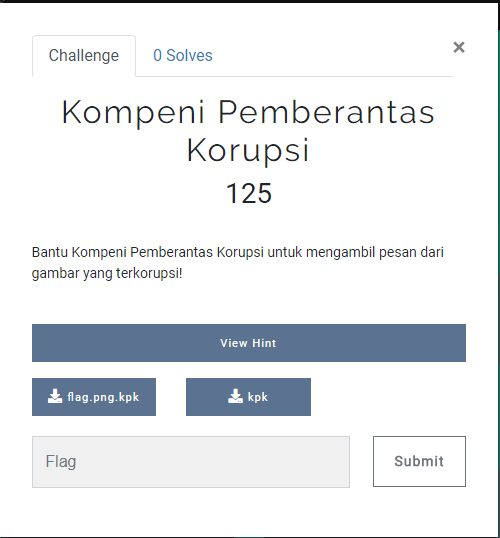 Challenge
0 Solves
×
Kompeni Pemberantas
Korupsi
125
Bantu Kompeni Pemberantas Korupsi untuk mengambil pesan dari
gambar yang terkorupsi!
View Hint
flag.png.kpk
kpk
Flag
Submit